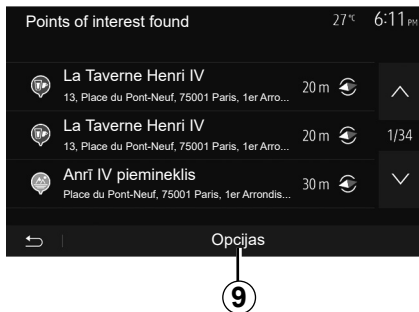 Points of interest found 27°C 6:11 PM
La Taverne Henri IV
13, Place du Pont-Neuf, 75001 Paris, 1er Arro... 20 m
La Taverne Henri IV
13, Place du Pont-Neuf, 75001 Paris, 1er Arro... 20 m
1/34
Anrī IV piemineklis
Place du Pont-Neuf, 75001 Paris, 1er Arrondis... 30 m
Opcijas
9